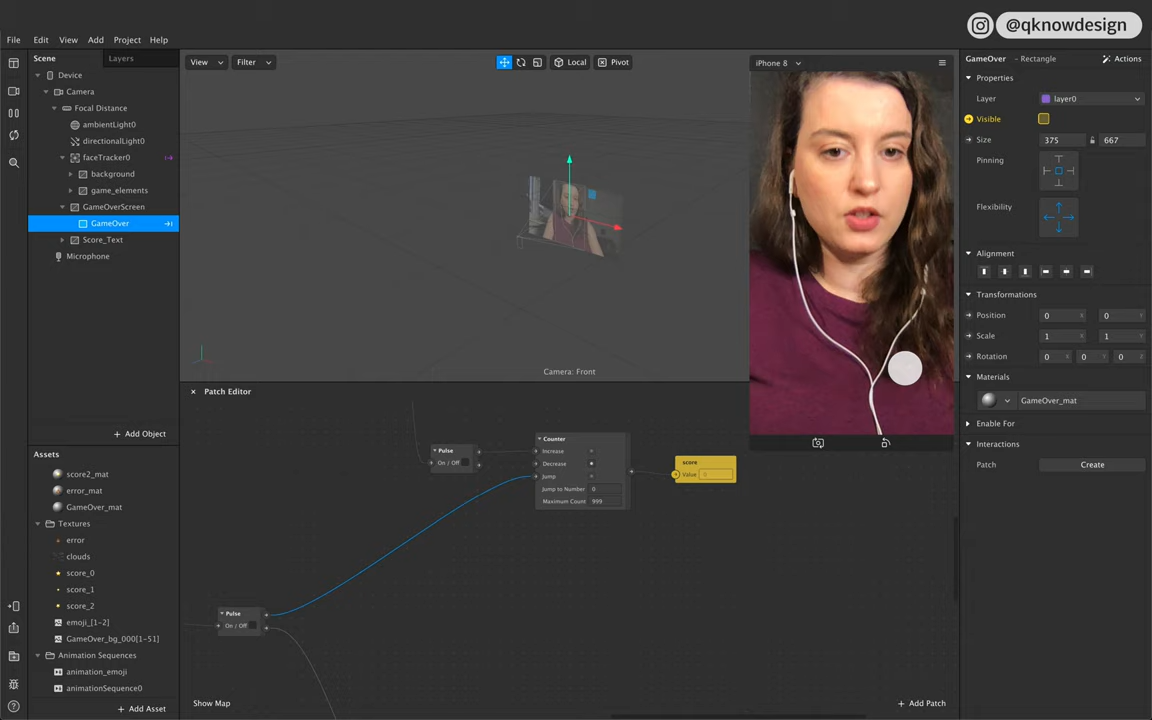 @qknowdesign
File Edit View Add Project Help
Scene Layers
Device
Camera
Focal Distance
ambientLight0
directionalLight0
faceTracker0
background
game_elements
GameOverScreen
GameOver
Score_Text
Microphone
+ Add Object
Assets
score2_mat
error_mat
GameOver_mat
Textures
error
clouds
score_0
score_1
score_2
emoji_[1-2]
GameOver_bg_000[1-51]
Animation Sequences
animation_emoji
animationSequence0
+ Add Asset
View Filter Local Pivot
Camera: Front
iPhone 8
Patch Editor
Pulse
On / Off
Counter
Increase
Decrease
Jump
Jump to Number 0
Maximum Count 999
score
Value 0
Pulse
On / Off
Show Map
+ Add Patch
GameOver - Rectangle Actions
Properties
Layer layer0
Visible
Size 375 667
Pinning
Flexibility
Alignment
Transformations
Position 0 X 0 Y
Scale 1 X 1 Y
Rotation 0 X 0 Y 0 Z
Materials
GameOver_mat
Enable For
Interactions
Patch Create